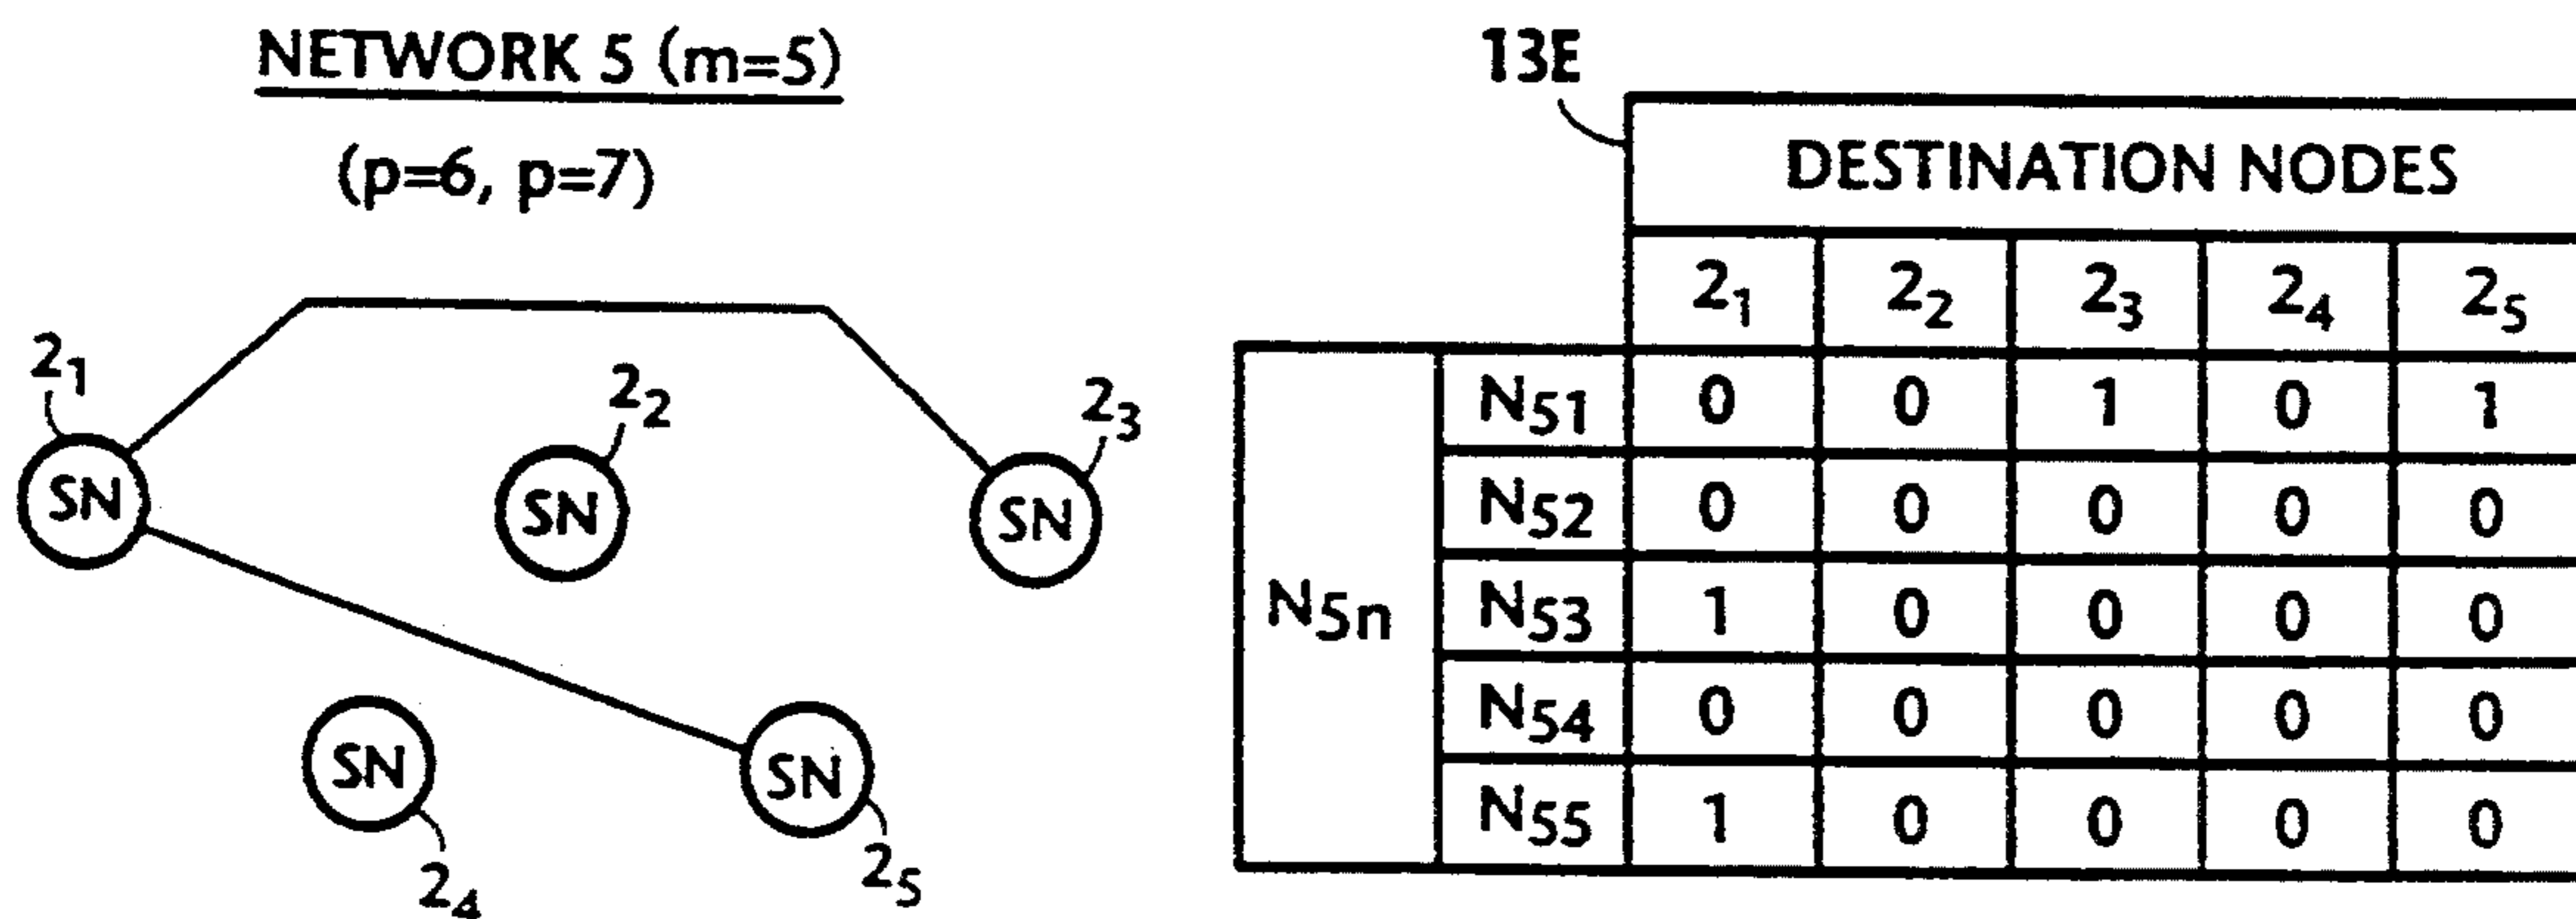 NETWORK 5 (m=5)
(p=6, p=7)
2₁
2₂
2₃
SN
SN
SN
SN
SN
2₄
2₅
13E
DESTINATION NODES
2₁ 2₂ 2₃ 2₄ 2₅
N₅ₙ
N₅₁ 0 0 1 0 1
N₅₂ 0 0 0 0 0
N₅₃ 1 0 0 0 0
N₅₄ 0 0 0 0 0
N₅₅ 1 0 0 0 0